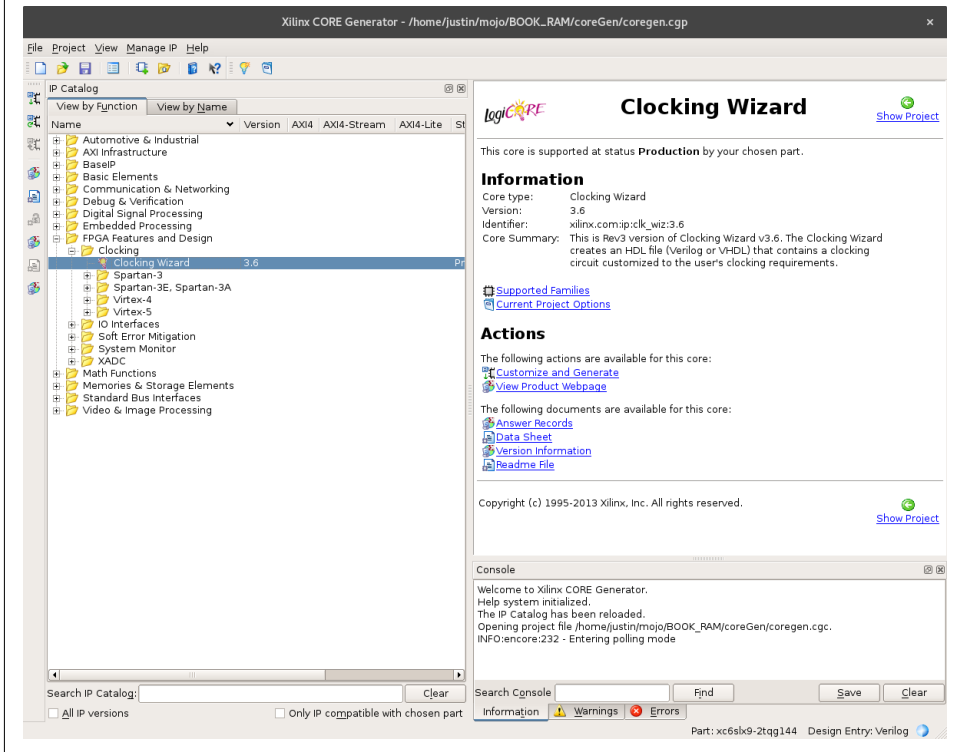 Xilinx CORE Generator - /home/justin/mojo/BOOK_RAM/coreGen/coregen.cgp
File Project View Manage IP Help
IP Catalog
View by Function View by Name
Name Version AXI4 AXI4-Stream AXI4-Lite St
Automotive & Industrial
AXI Infrastructure
BaseIP
Basic Elements
Communication & Networking
Debug & Verification
Digital Signal Processing
Embedded Processing
FPGA Features and Design
Clocking
Clocking Wizard 3.6 Pr
Spartan-3
Spartan-3E, Spartan-3A
Virtex-4
Virtex-5
IO Interfaces
Soft Error Mitigation
System Monitor
XADC
Math Functions
Memories & Storage Elements
Standard Bus Interfaces
Video & Image Processing
Search IP Catalog: Clear
All IP versions Only IP compatible with chosen part
LogiCORE Clocking Wizard
Show Project
This core is supported at status Production by your chosen part.
Information
Core type: Clocking Wizard
Version: 3.6
Identifier: xilinx.com:ip:clk_wiz:3.6
Core Summary: This is Rev3 version of Clocking Wizard v3.6. The Clocking Wizard
creates an HDL file (Verilog or VHDL) that contains a clocking
circuit customized to the user's clocking requirements.
Supported Families
Current Project Options
Actions
The following actions are available for this core:
Customize and Generate
View Product Webpage
The following documents are available for this core:
Answer Records
Data Sheet
Version Information
Readme File
Copyright (c) 1995-2013 Xilinx, Inc. All rights reserved.
Show Project
Console
Welcome to Xilinx CORE Generator.
Help system initialized.
The IP Catalog has been reloaded.
Opening project file /home/justin/mojo/BOOK_RAM/coreGen/coregen.cgc.
INFO:encore:232 - Entering polling mode
Search Console Find Save Clear
Information Warnings Errors
Part: xc6slx9-2tqg144 Design Entry: Verilog